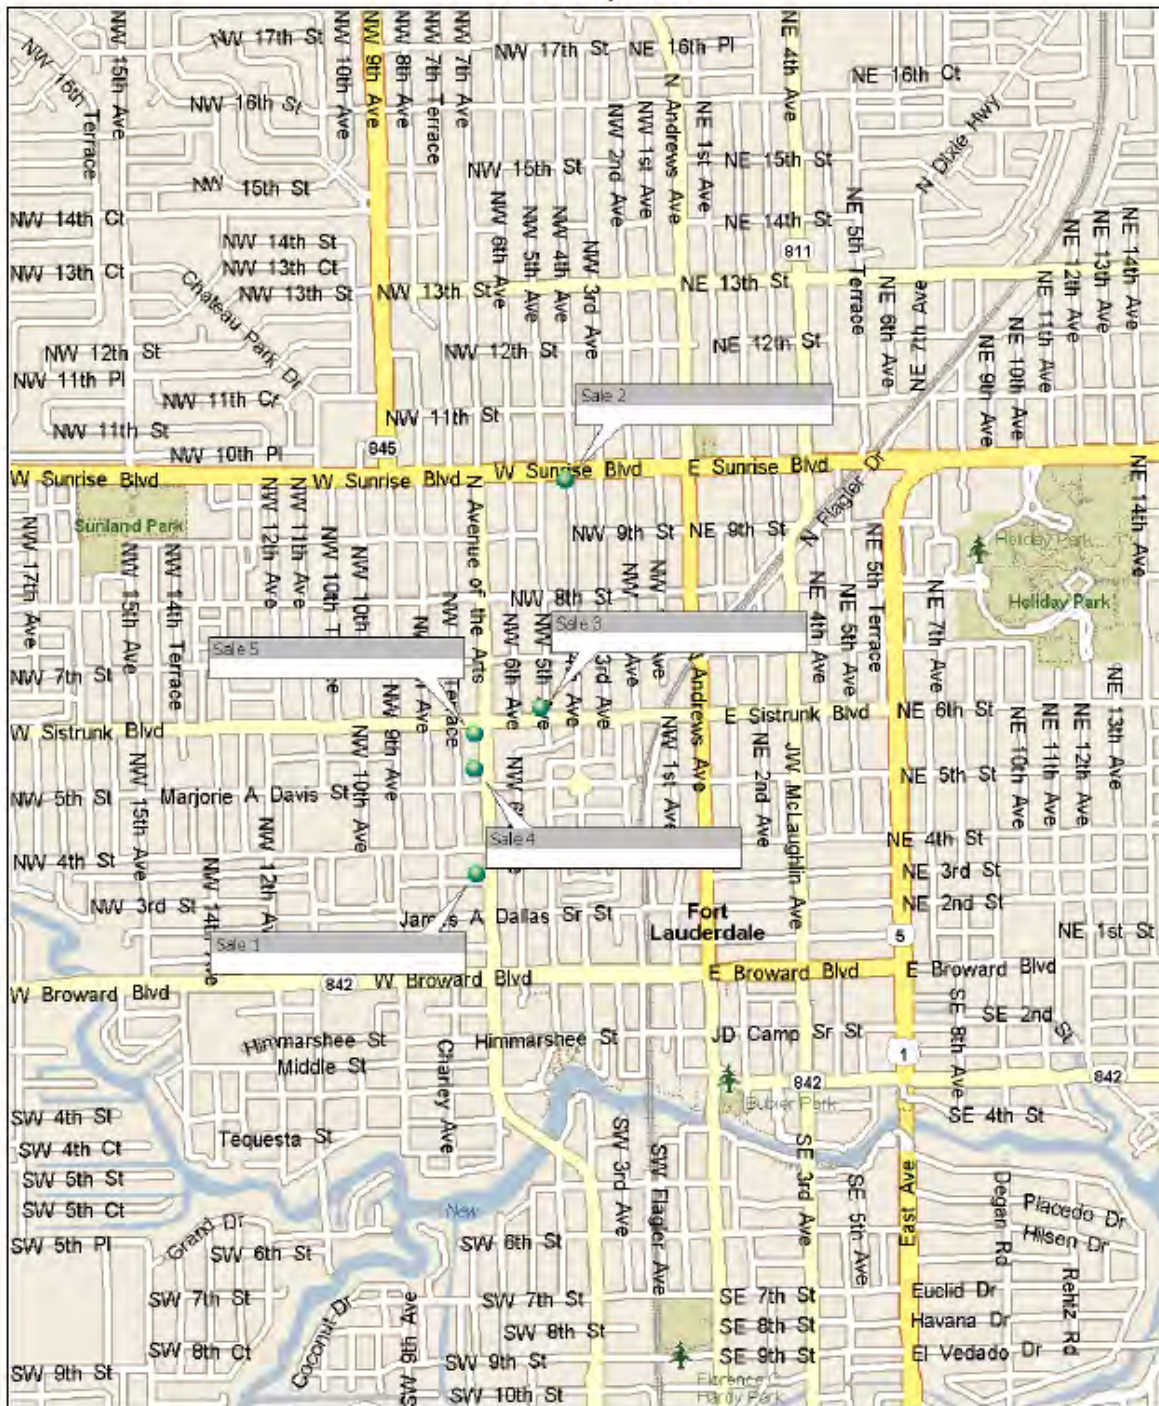 NW 17th St
NW 17th St
NE 16th Pl
NW 16th Terrace
NW 15th Ave
NW 10th Ave
NW 9th Ave
NW 8th Ave
NW 7th Terrace
NW 7th Ave
N Andrews Ave
NE 4th Ave
NE 16th Ct
NW 16th St
NW 2nd Ave
NW 1st Ave
NE 1st Ave
N Dixie Hwy
NE 15th St
NW 15th St
NW 15th St
NW 14th Ct
NW 6th Ave
NW 5th Ave
NW 4th Ave
NW 3rd Ave
NE 14th St
NE 5th Terrace
NE 12th Ave
NE 13th Ave
NE 14th Ave
NW 14th St
811
NW 13th Ct
NW 13th Ct
Chateau Park Dr
NW 13th St
NW 13th St
NE 13th St
NE 6th Ave
NE 7th Ave
NE 11th Ave
NE 10th Ave
NE 9th Ave
NW 12th St
NW 12th St
NE 12th St
NW 11th Pl
NW 11th Ct
Sale 2
NW 11th St
NW 11th St
845
NW 10th Pl
W Sunrise Blvd
W Sunrise Blvd
W Sunrise Blvd
E Sunrise Blvd
N Flagler Dr
NE 14th Ave
N Avenue of the Arts
NW 12th Ave
NW 11th Ave
Sunland Park
NW 17th Ave
NW 15th Ave
NW 14th Terrace
NW 10th
NW 10th
NW 9th St
NE 9th St
NE 5th Terrace
Holiday Park
Holiday Park
NW 8th St
NE 4th Ave
NE 5th Ave
NE 7th Ave
Sale 3
Sale 5
NW 6th Ave
NW 5th Ave
3rd Ave
NW 7th St
NW 9th Ave
Terrace
Andrews Ave
NE 13th Ave
W Sistrunk Blvd
E Sistrunk Blvd
NE 6th St
NE 10th Ave
NE 11th Ave
NE 12th Ave
NW 10th Ave
NW 15th Ave
NW 1st Ave
NE 2nd Ave
JW McLaughlin Ave
NE 5th St
NW 5th St
Marjorie A Davis St
Sale 4
NE 4th St
NW 4th St
NE 3rd St
NW 3rd St
James A Dallas Sr St
Fort
Lauderdale
NE 2nd St
NE 1st St
5
Sale 1
842
W Broward Blvd
W Broward Blvd
E Broward Blvd
E Broward Blvd
SE 8th Ave
SE 2nd St
Himmarshee St
Himmarshee St
JD Camp Sr St
Middle St
Charley Ave
1
842
842
Bubier Park
SW 4th St
SE 4th St
Tequesta St
SW 4th Ct
SW 3rd Ave
SW Flagler Ave
SE 3rd Ave
SE 5th Ave
East Ave
SW 5th St
SW 5th Ct
New
Degan Rd
Placedo Dr
Hilsen Dr
Grand Dr
SW 5th Pl
SW 6th St
SW 6th St
Rehtz Rd
Euclid Dr
SW 7th St
SW 7th St
SE 7th St
Coconut Dr
SW 9th Ave
Havana Dr
SW 8th St
SE 8th St
SW 8th Ct
SW 9th St
SE 9th St
El Vedado Dr
SW 9th St
Florence C
Hardy Park
SW 10th St